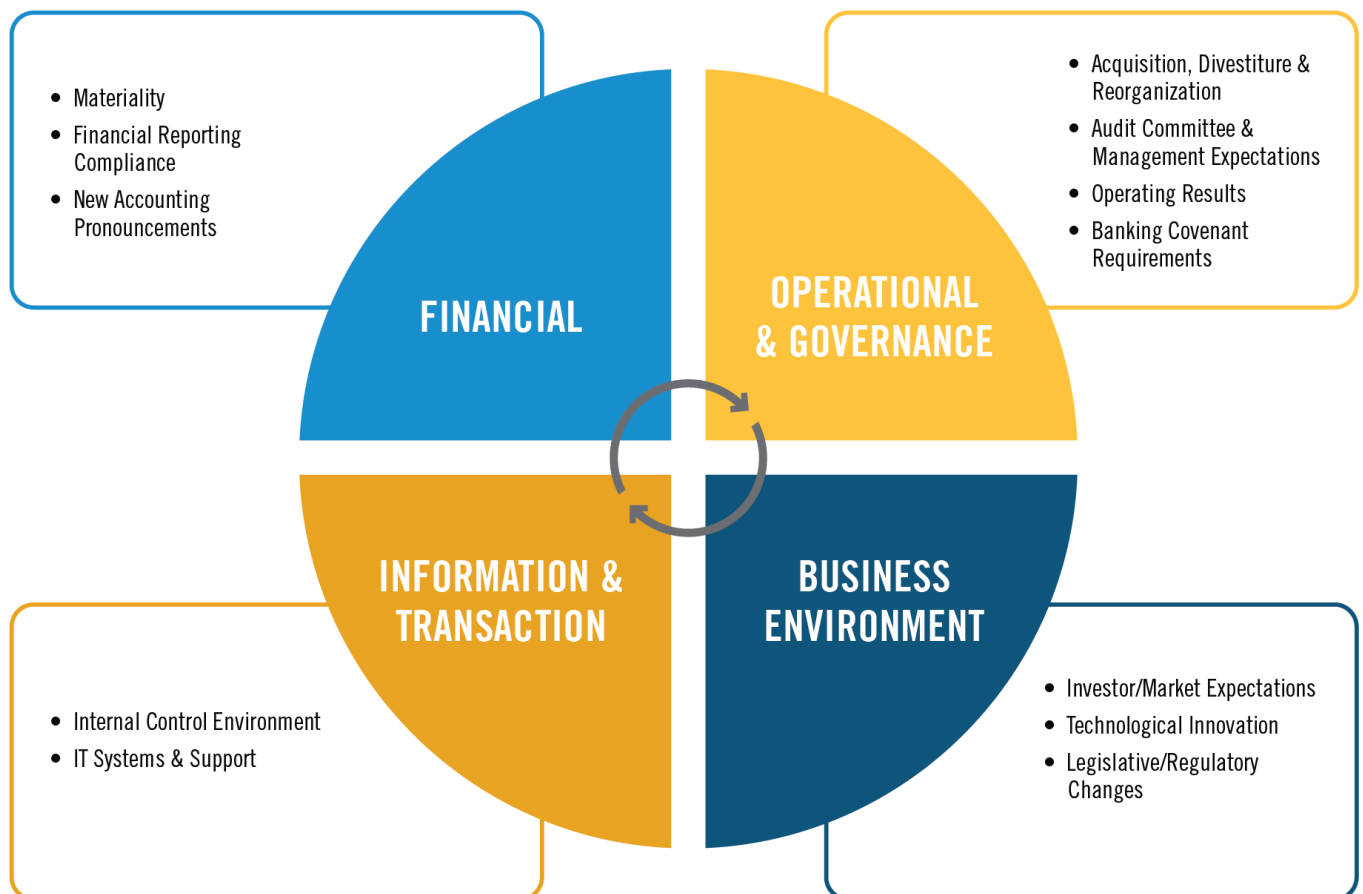 • Materiality
• Financial Reporting
Compliance
• New Accounting
Pronouncements
• Acquisition, Divestiture &
Reorganization
• Audit Committee &
Management Expectations
• Operating Results
• Banking Covenant
Requirements
FINANCIAL
OPERATIONAL
& GOVERNANCE
INFORMATION &
TRANSACTION
BUSINESS
ENVIRONMENT
• Internal Control Environment
• IT Systems & Support
• Investor/Market Expectations
• Technological Innovation
• Legislative/Regulatory
Changes